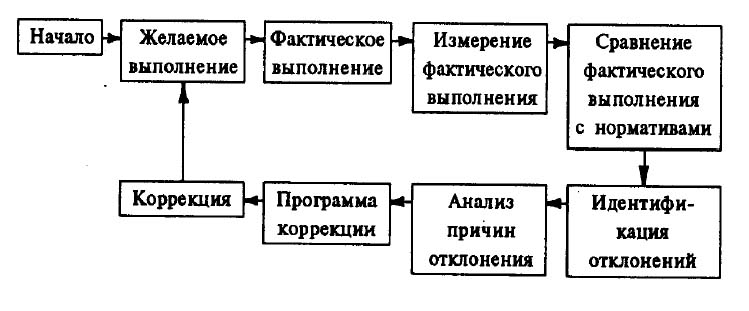 Начало
Желаемое
выполнение
Фактическое
выполнение
Измерение
фактического
выполнения
Сравнение
фактического
выполнения
с нормативами
Идентифи-
кация
отклонений
Анализ
причин
отклонения
Программа
коррекции
Коррекция